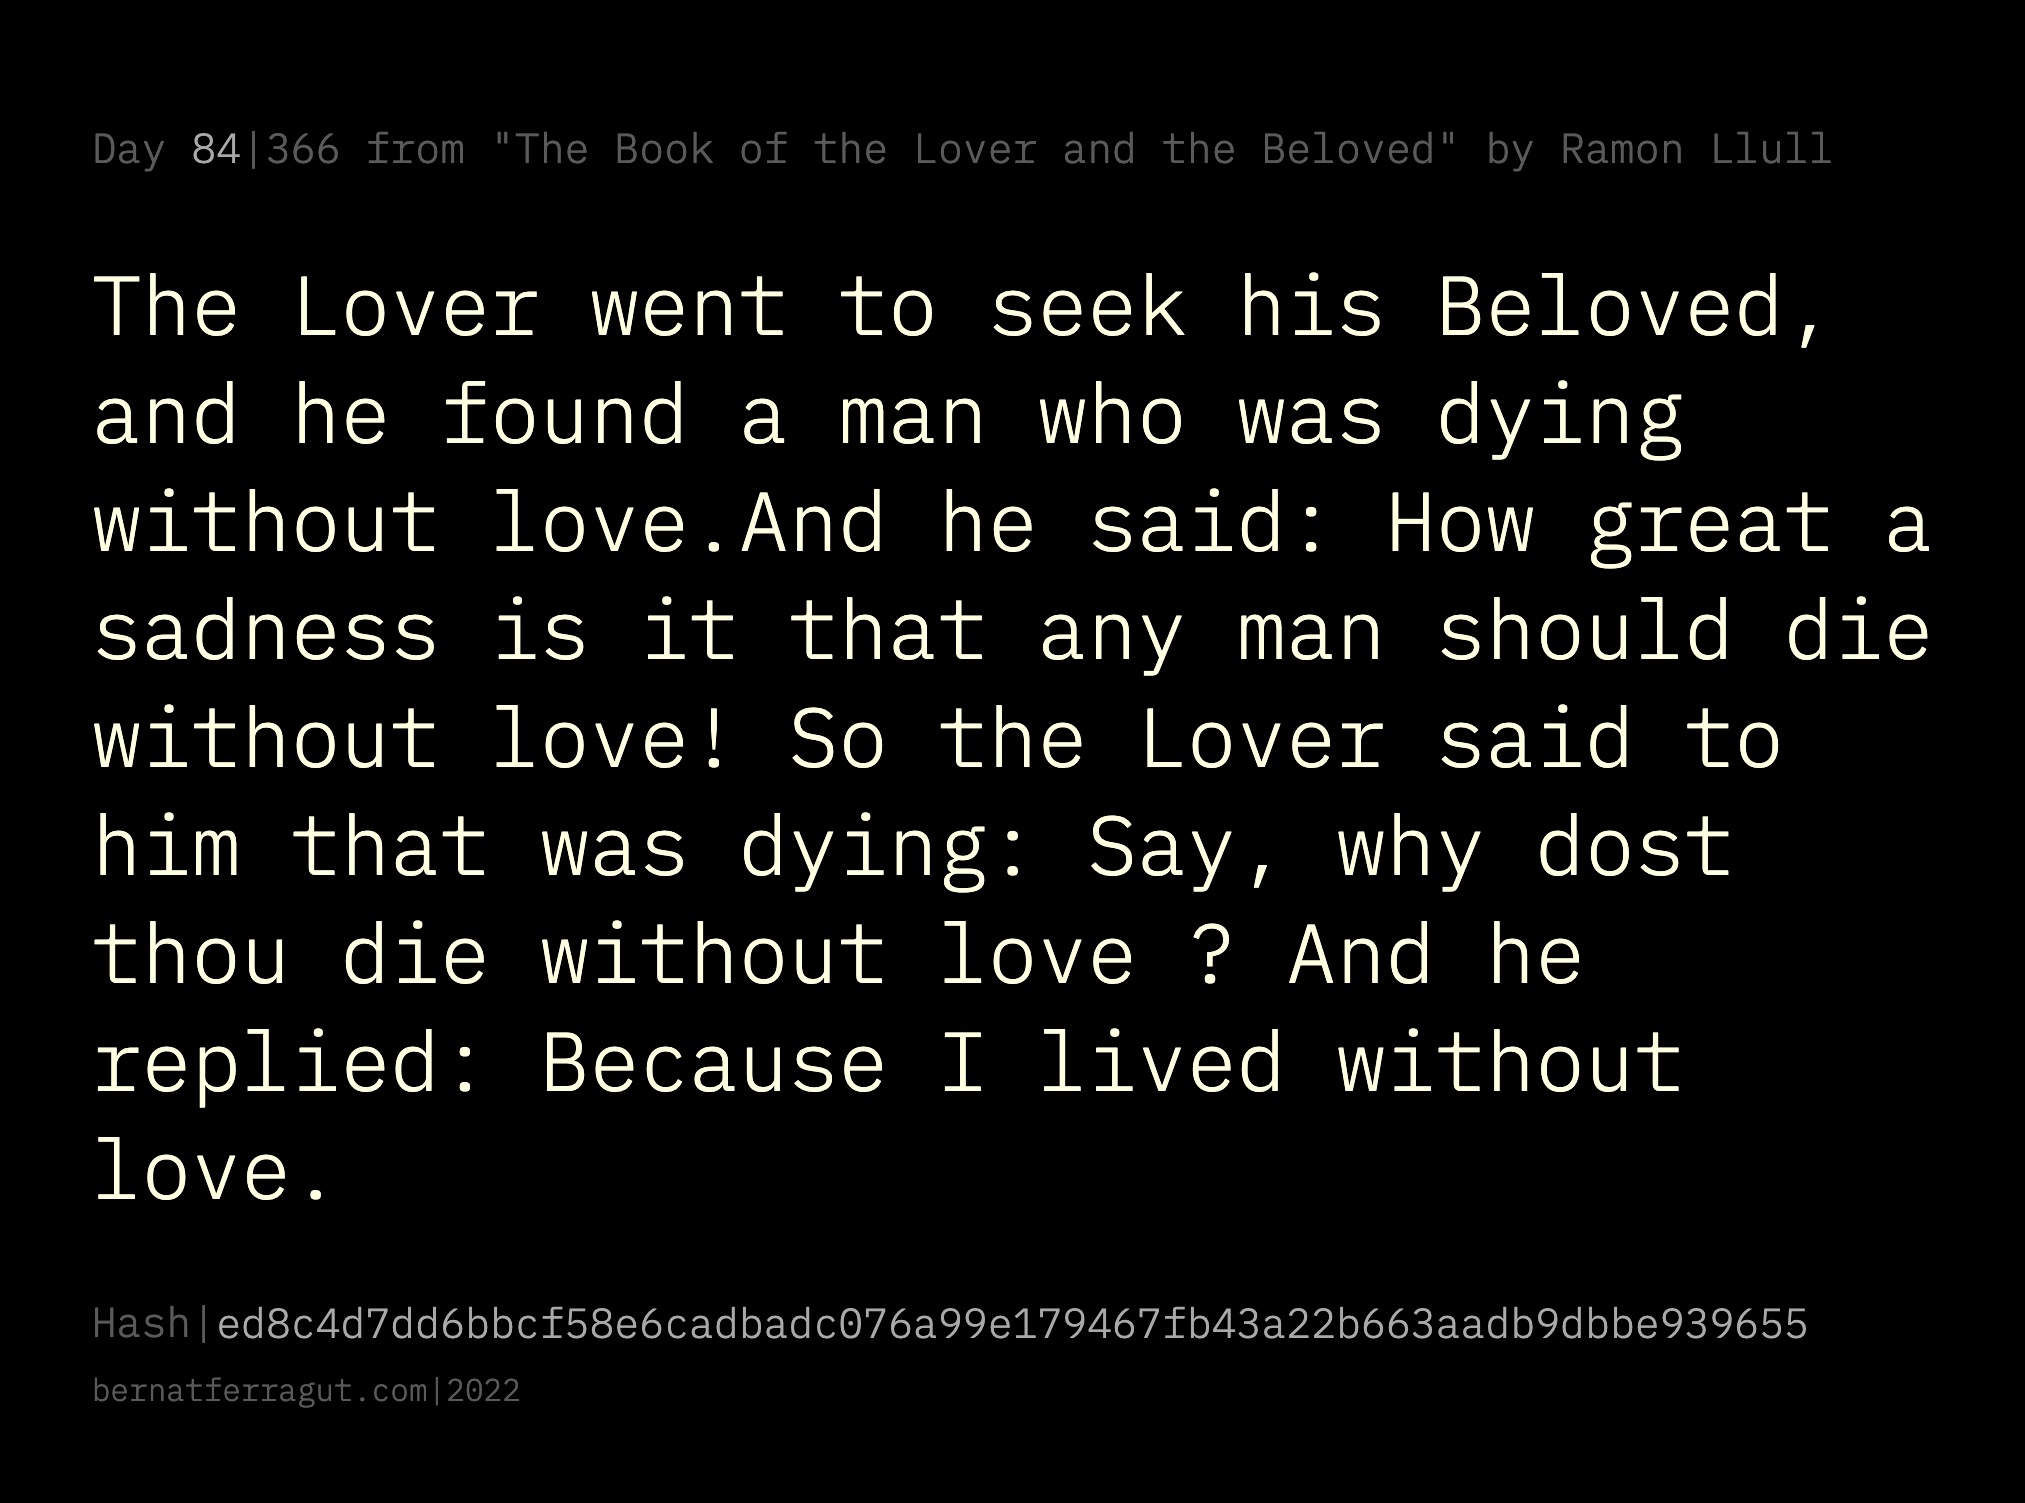 Day 84|366 from "The Book of the Lover and the Beloved" by Ramon Llull
The Lover went to seek his Beloved,
and he found a man who was dying
without love.And he said: How great a
sadness is it that any man should die
without love! So the Lover said to
him that was dying: Say, why dost
thou die without love ? And he
replied: Because I lived without
love.
Hash|ed8c4d7dd6bbcf58e6cadbadc076a99e179467fb43a22b663aadb9dbbe939655
bernatferragut.com|2022